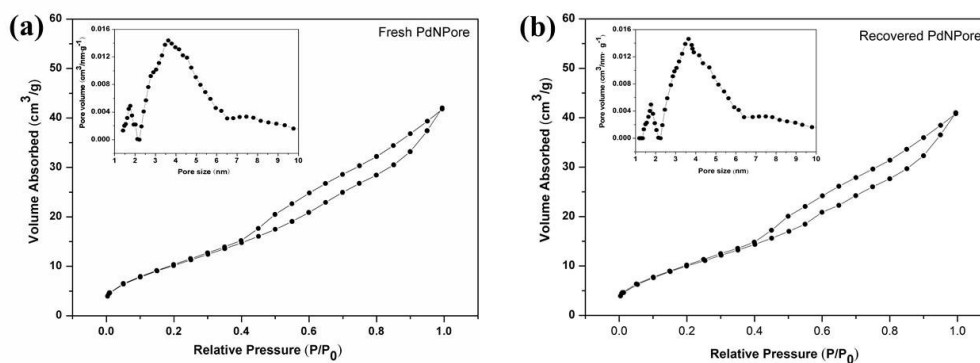 (a)
Fresh PdNPore
Volume Absorbed (cm³/g)
60
50
40
30
20
10
0
0.0 0.2 0.4 0.6 0.8 1.0
Relative Pressure (P/P₀)
Pore volume (cm³/nm·g⁻¹)
0.016
0.012
0.008
0.004
0.000
1 2 3 4 5 6 7 8 9 10
Pore size (nm)
(b)
Recovered PdNPore
Volume Absorbed (cm³/g)
60
50
40
30
20
10
0
0.0 0.2 0.4 0.6 0.8 1.0
Relative Pressure (P/P₀)
Pore volume (cm³/nm·g⁻¹)
0.016
0.012
0.008
0.004
0.000
1 2 3 4 5 6 7 8 9 10
Pore size (nm)